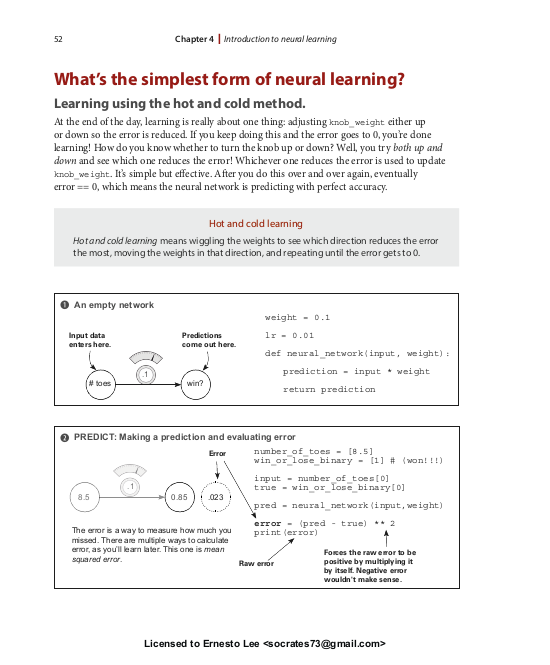 52
Chapter 4 | Introduction to neural learning
What's the simplest form of neural learning?
Learning using the hot and cold method.
At the end of the day, learning is really about one thing: adjusting knob_weight either up
or down so the error is reduced. If you keep doing this and the error goes to 0, you're done
learning! How do you know whether to turn the knob up or down? Well, you try both up and
down and see which one reduces the error! Whichever one reduces the error is used to update
knob_weight. It's simple but effective. After you do this over and over again, eventually
error == 0, which means the neural network is predicting with perfect accuracy.
Hot and cold learning
Hot and cold learning means wiggling the weights to see which direction reduces the error
the most, moving the weights in that direction, and repeating until the error gets to 0.
1 An empty network
Input data
enters here.
Predictions
come out here.
# toes
.1
win?
weight = 0.1
lr = 0.01
def neural_network(input, weight):
prediction = input * weight
return prediction
2 PREDICT: Making a prediction and evaluating error
Error
8.5
.1
0.85
.023
The error is a way to measure how much you
missed. There are multiple ways to calculate
error, as you'll learn later. This one is mean
squared error.
number_of_toes = [8.5]
win_or_lose_binary = [1] # (won!!!)
input = number_of_toes[0]
true = win_or_lose_binary[0]
pred = neural_network(input,weight)
error = (pred - true) ** 2
print(error)
Raw error
Forces the raw error to be
positive by multiplying it
by itself. Negative error
wouldn't make sense.
Licensed to Ernesto Lee <socrates73@gmail.com>